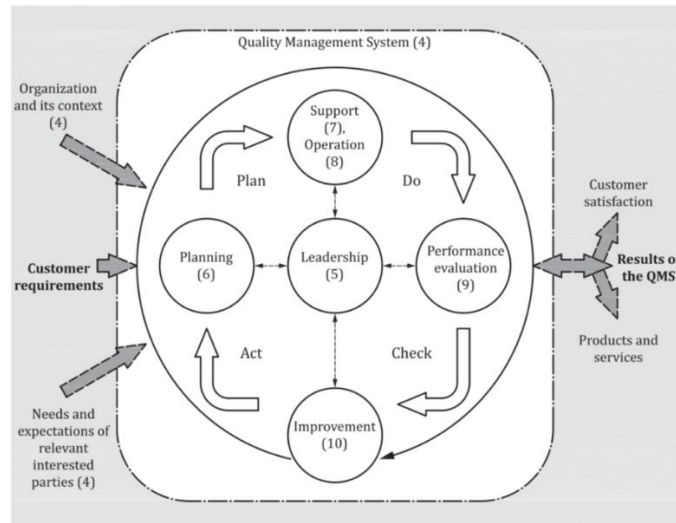 Quality Management System (4)
Organization
and its context
(4)
Support
(7),
Operation
(8)
Plan
Do
Customer
satisfaction
Customer
requirements
Planning
(6)
Leadership
(5)
Performance
evaluation
(9)
Results o
the QMS
Act
Check
Products and
services
Needs and
expectations of
relevant
interested
parties (4)
Improvement
(10)